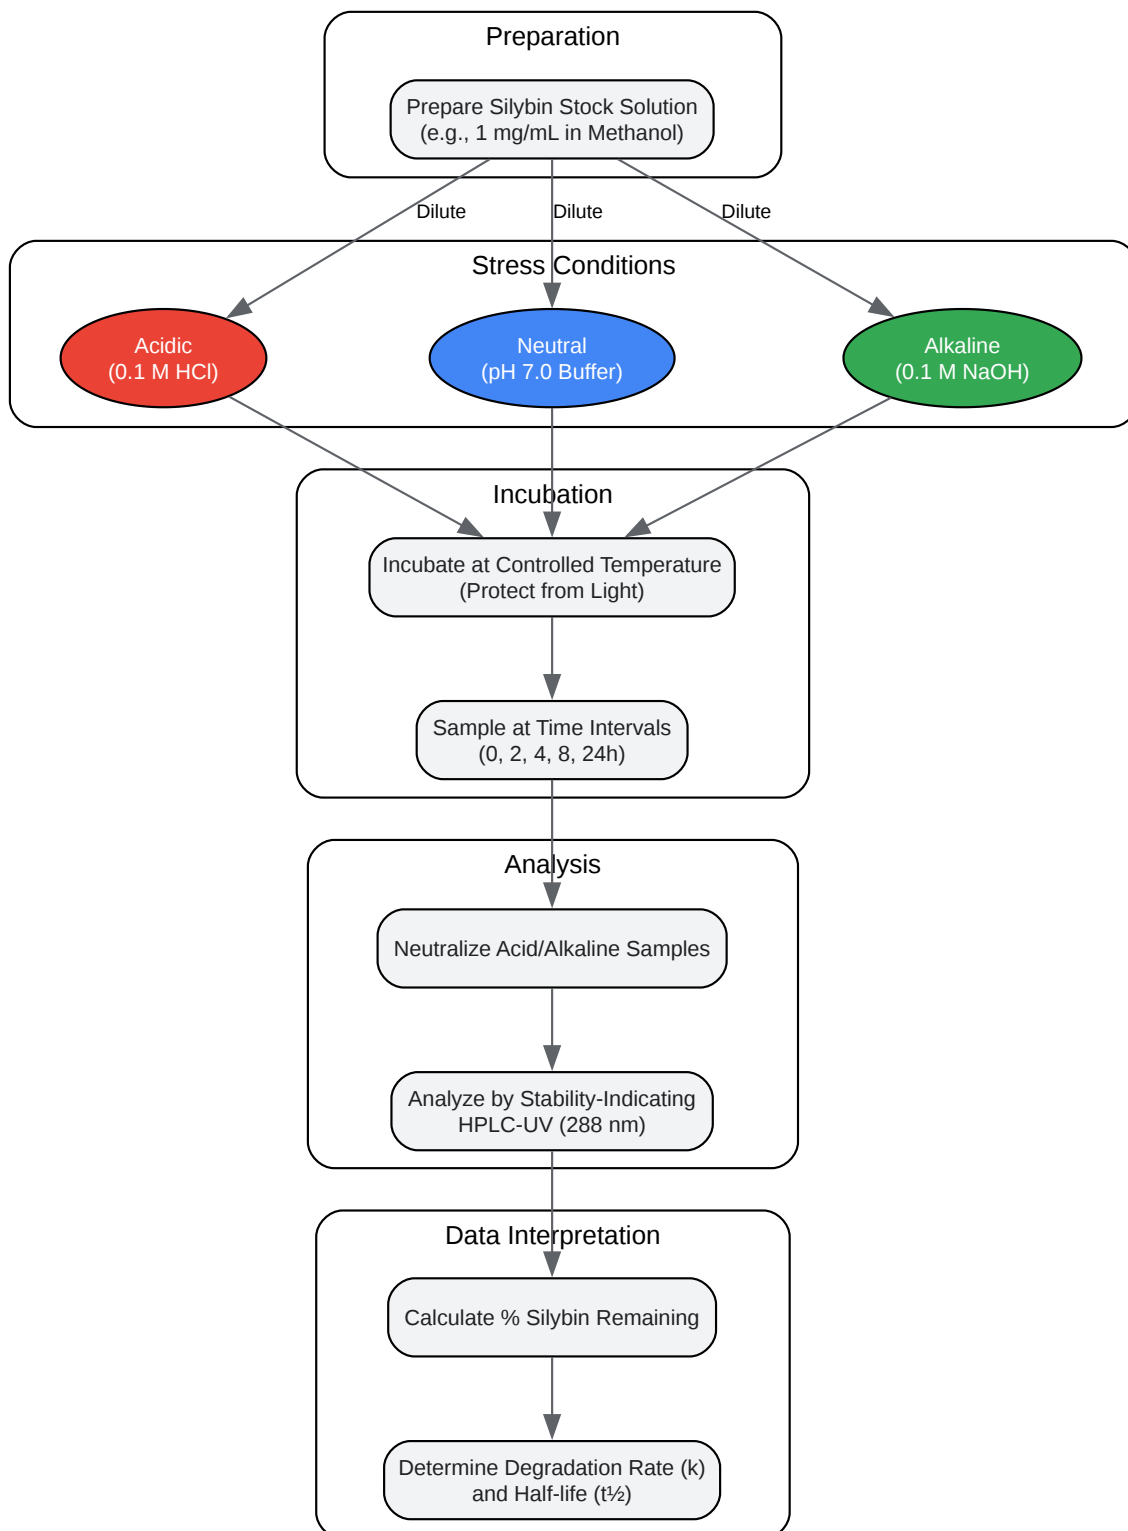 Preparation
Prepare Silybin Stock Solution
(e.g., 1 mg/mL in Methanol)
Dilute
Dilute
Dilute
Stress Conditions
Acidic
(0.1 M HCl)
Neutral
(pH 7.0 Buffer)
Alkaline
(0.1 M NaOH)
Incubation
Incubate at Controlled Temperature
(Protect from Light)
Sample at Time Intervals
(0, 2, 4, 8, 24h)
Analysis
Neutralize Acid/Alkaline Samples
Analyze by Stability-Indicating
HPLC-UV (288 nm)
Data Interpretation
Calculate % Silybin Remaining
Determine Degradation Rate (k)
and Half-life (t½)